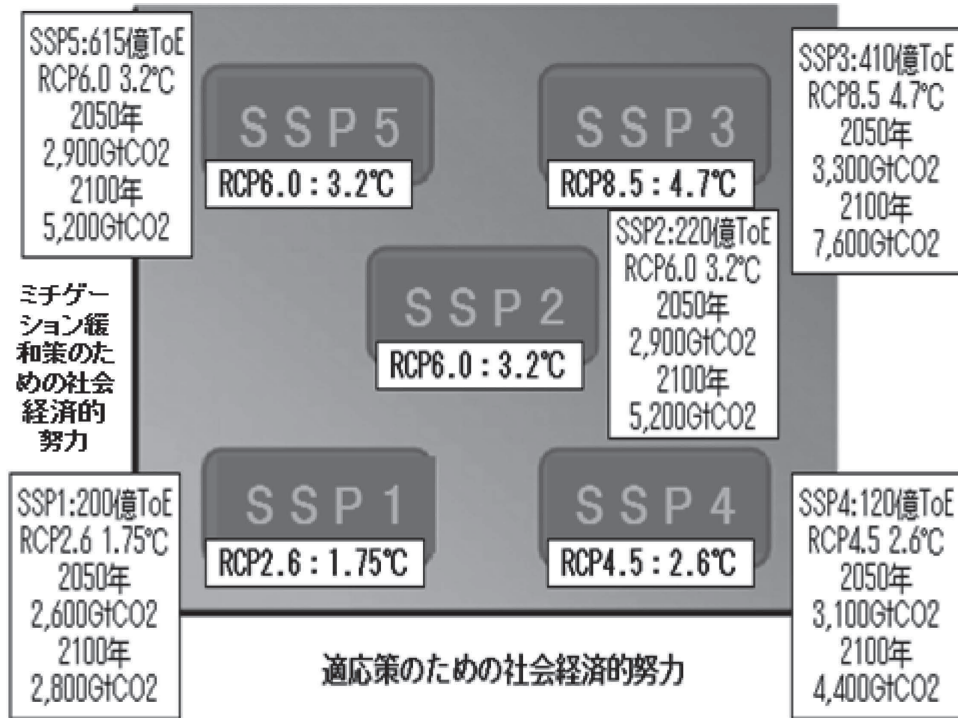 SSP5:615億ToE
RCP6.0 3.2℃
2050年
2,900GtCO2
2100年
5,200GtCO2
SSP5
RCP6.0：3.2℃
SSP3
RCP8.5：4.7℃
SSP3:410億ToE
RCP8.5 4.7℃
2050年
3,300GtCO2
2100年
7,600GtCO2
SSP2
RCP6.0：3.2℃
SSP2:220億ToE
RCP6.0 3.2℃
2050年
2,900GtCO2
2100年
5,200GtCO2
ミチゲー
ション緩
和策のた
めの社会
経済的
努力
SSP1:200億ToE
RCP2.6 1.75℃
2050年
2,600GtCO2
2100年
2,800GtCO2
SSP1
RCP2.6：1.75℃
SSP4
RCP4.5：2.6℃
SSP4:120億ToE
RCP4.5 2.6℃
2050年
3,100GtCO2
2100年
4,400GtCO2
適応策のための社会経済的努力